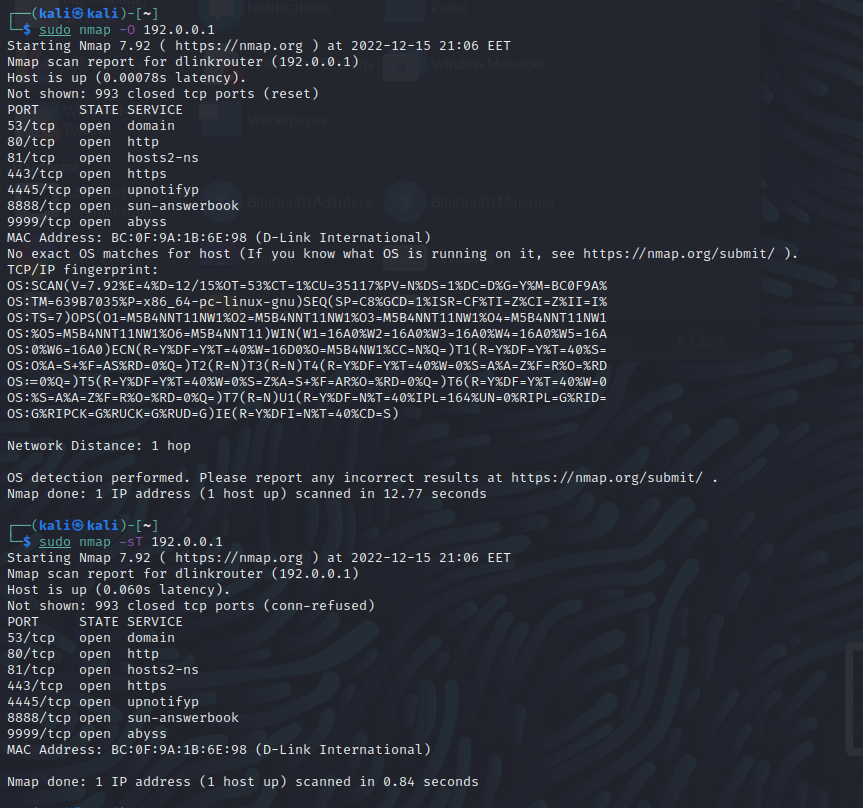 Notifications Panel
┌──(kali㉿kali)-[~]
└─$ sudo nmap -O 192.0.0.1
Starting Nmap 7.92 ( https://nmap.org ) at 2022-12-15 21:06 EET
Nmap scan report for dlinkrouter (192.0.0.1)
Host is up (0.00078s latency).
Window Manager
Not shown: 993 closed tcp ports (reset)
PORT     STATE SERVICE
53/tcp   open  domain
Workspaces
80/tcp   open  http
81/tcp   open  hosts2-ns
443/tcp  open  https
4445/tcp open  upnotifyp
Bluetooth Adapters Bluetooth Manager
8888/tcp open  sun-answerbook
9999/tcp open  abyss
MAC Address: BC:0F:9A:1B:6E:98 (D-Link International)
No exact OS matches for host (If you know what OS is running on it, see https://nmap.org/submit/ ).
TCP/IP fingerprint:
OS:SCAN(V=7.92%E=4%D=12/15%OT=53%CT=1%CU=35117%PV=N%DS=1%DC=D%G=Y%M=BC0F9A%
OS:TM=639B7035%P=x86_64-pc-linux-gnu)SEQ(SP=C8%GCD=1%ISR=CF%TI=Z%CI=Z%II=I%
OS:TS=7)OPS(O1=M5B4NNT11NW1%O2=M5B4NNT11NW1%O3=M5B4NNT11NW1%O4=M5B4NNT11NW1
OS:%O5=M5B4NNT11NW1%O6=M5B4NNT11)WIN(W1=16A0%W2=16A0%W3=16A0%W4=16A0%W5=16A
OS:0%W6=16A0)ECN(R=Y%DF=Y%T=40%W=16D0%O=M5B4NW1%CC=N%Q=)T1(R=Y%DF=Y%T=40%S=
Close
OS:O%A=S+%F=AS%RD=0%Q=)T2(R=N)T3(R=N)T4(R=Y%DF=Y%T=40%W=0%S=A%A=Z%F=R%O=%RD
OS:=0%Q=)T5(R=Y%DF=Y%T=40%W=0%S=Z%A=S+%F=AR%O=%RD=0%Q=)T6(R=Y%DF=Y%T=40%W=0
OS:%S=A%A=Z%F=R%O=%RD=0%Q=)T7(R=N)U1(R=Y%DF=N%T=40%IPL=164%UN=0%RIPL=G%RID=
OS:G%RIPCK=G%RUCK=G%RUD=G)IE(R=Y%DFI=N%T=40%CD=S)
Network Distance: 1 hop
OS detection performed. Please report any incorrect results at https://nmap.org/submit/ .
Nmap done: 1 IP address (1 host up) scanned in 12.77 seconds
┌──(kali㉿kali)-[~]
└─$ sudo nmap -sT 192.0.0.1
Starting Nmap 7.92 ( https://nmap.org ) at 2022-12-15 21:06 EET
Nmap scan report for dlinkrouter (192.0.0.1)
Host is up (0.060s latency).
Not shown: 993 closed tcp ports (conn-refused)
PORT     STATE SERVICE
53/tcp   open  domain
80/tcp   open  http
81/tcp   open  hosts2-ns
443/tcp  open  https
4445/tcp open  upnotifyp
8888/tcp open  sun-answerbook
9999/tcp open  abyss
MAC Address: BC:0F:9A:1B:6E:98 (D-Link International)
Nmap done: 1 IP address (1 host up) scanned in 0.84 seconds